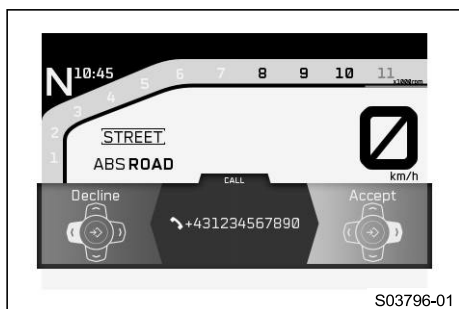 N 10:45
1 2 3 4 5 6 7 8 9 10 11
x1000rpm
STREET
ABS ROAD
0
km/h
CALL
Decline
Accept
+431234567890
S03796-01